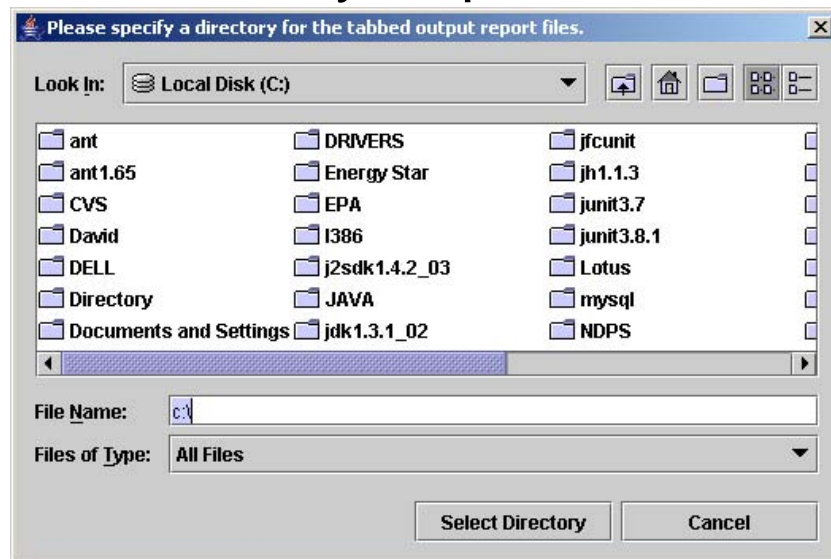 Please specify a directory for the tabbed output report files.
Look In: Local Disk (C:)
ant DRIVERS jfcunit
ant1.65 Energy Star jh1.1.3
CVS EPA junit3.7
David I386 junit3.8.1
DELL j2sdk1.4.2_03 Lotus
Directory JAVA mysql
Documents and Settings jdk1.3.1_02 NDPS
File Name: c:\
Files of Type: All Files
Select Directory Cancel